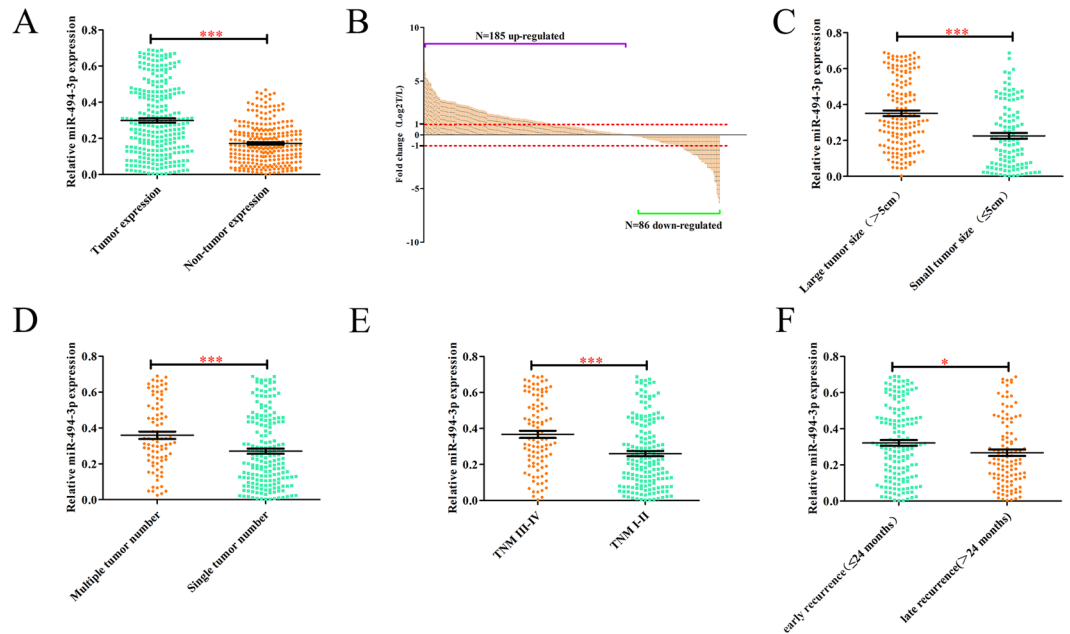 A
***
Relative miR-494-3p expression
0.8
0.6
0.4
0.2
0.0
Tumor expression
Non-tumor expression
B
Fold change (Log2T/L)
10
5
1
0
-1
-5
-10
N=185 up-regulated
N=86 down-regulated
C
***
Relative miR-494-3p expression
0.8
0.6
0.4
0.2
0.0
Large tumor size (>5cm)
Small tumor size (≤5cm)
D
***
Relative miR-494-3p expression
0.8
0.6
0.4
0.2
0.0
Multiple tumor number
Single tumor number
E
***
Relative miR-494-3p expression
0.8
0.6
0.4
0.2
0.0
TNM III-IV
TNM I-II
F
*
Relative miR-494-3p expression
0.8
0.6
0.4
0.2
0.0
early recurrence(≤24 months)
late recurrence(>24 months)